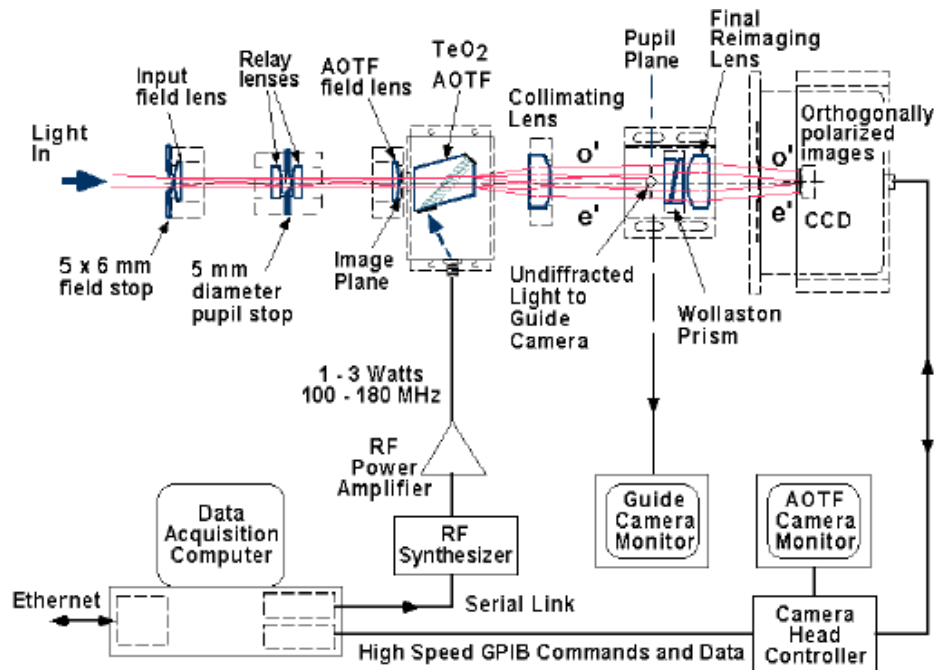 Light
In
Input
field lens
Relay
lenses
AOTF
field lens
TeO2
AOTF
Collimating
Lens
Pupil
Plane
Final
Reimaging
Lens
Orthogonally
polarized
images
o'
e'
o'
e'
CCD
5 x 6 mm
field stop
5 mm
diameter
pupil stop
Image
Plane
Undiffracted
Light to
Guide
Camera
Wollaston
Prism
1 - 3 Watts
100 - 180 MHz
RF
Power
Amplifier
Data
Acquisition
Computer
RF
Synthesizer
Guide
Camera
Monitor
AOTF
Camera
Monitor
Ethernet
Serial Link
Camera
Head
Controller
High Speed GPIB Commands and Data